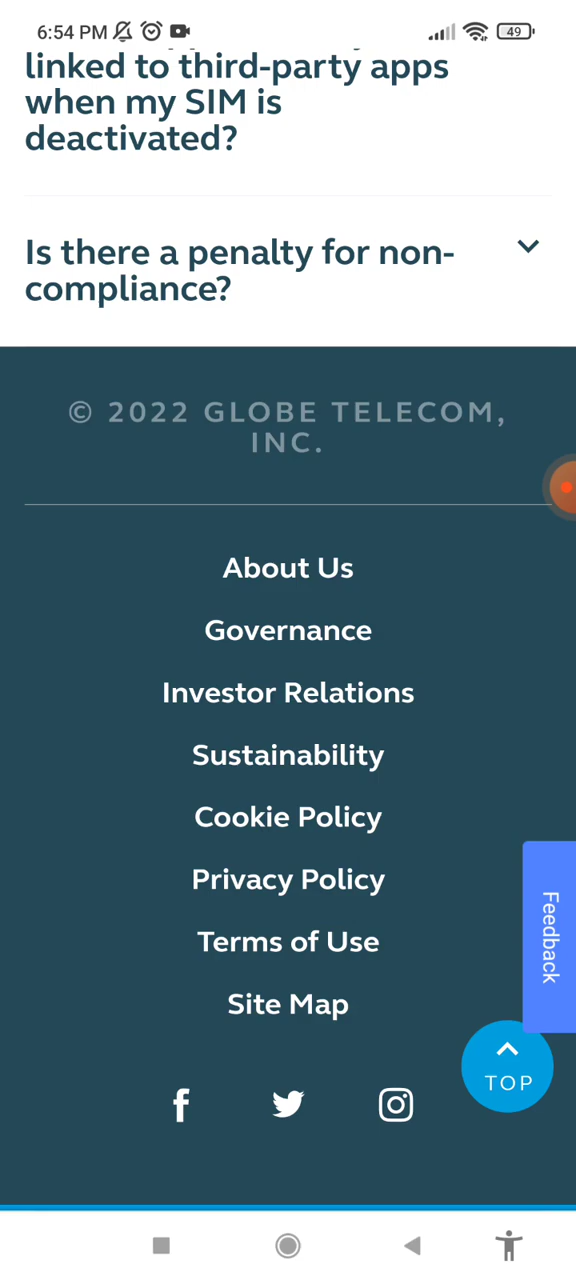 6:54 PM
49
linked to third-party apps
when my SIM is
deactivated?
Is there a penalty for non-
compliance?
© 2022 GLOBE TELECOM,
INC.
About Us
Governance
Investor Relations
Sustainability
Cookie Policy
Privacy Policy
Terms of Use
Site Map
Feedback
TOP